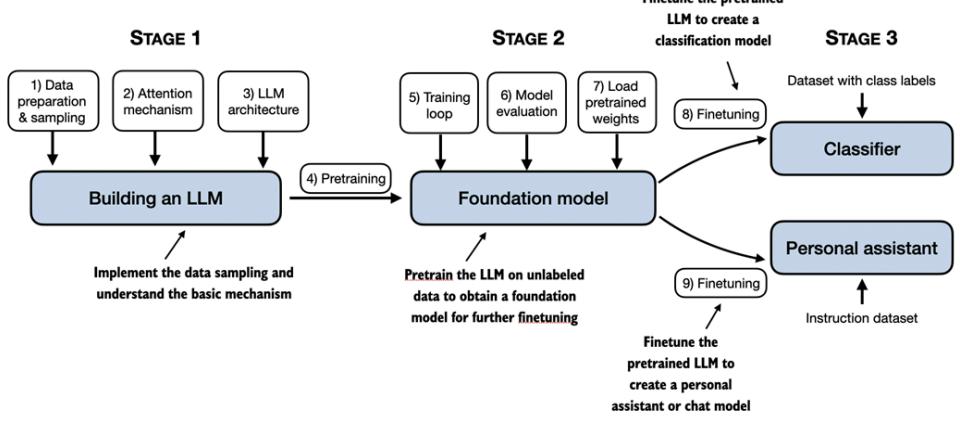 Finetune the pretrained
LLM to create a
classification model
STAGE 1
STAGE 2
STAGE 3
1) Data
preparation
& sampling
2) Attention
mechanism
3) LLM
architecture
5) Training
loop
6) Model
evaluation
7) Load
pretrained
weights
8) Finetuning
Dataset with class labels
Classifier
4) Pretraining
Building an LLM
Foundation model
Personal assistant
Implement the data sampling and
understand the basic mechanism
Pretrain the LLM on unlabeled
data to obtain a foundation
model for further finetuning
9) Finetuning
Instruction dataset
Finetune the
pretrained LLM to
create a personal
assistant or chat model